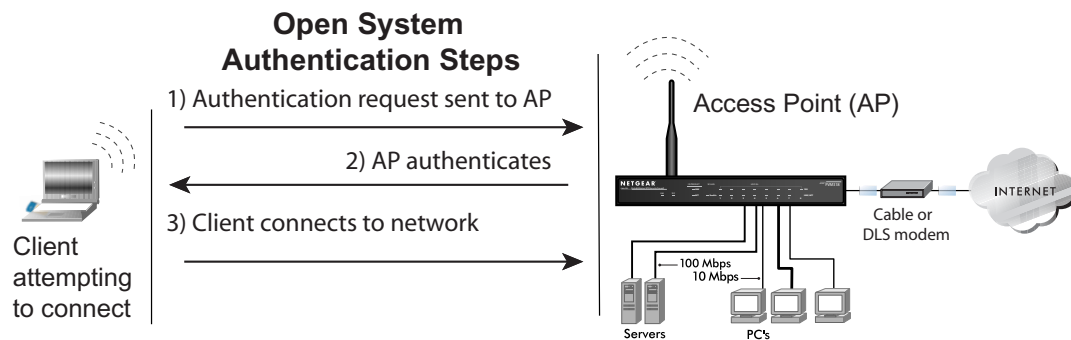 Open System
Authentication Steps
1) Authentication request sent to AP
2) AP authenticates
3) Client connects to network
Client
attempting
to connect
Access Point (AP)
NETGEAR
Cable or
DLS modem
INTERNET
100 Mbps
10 Mbps
Servers
PC's